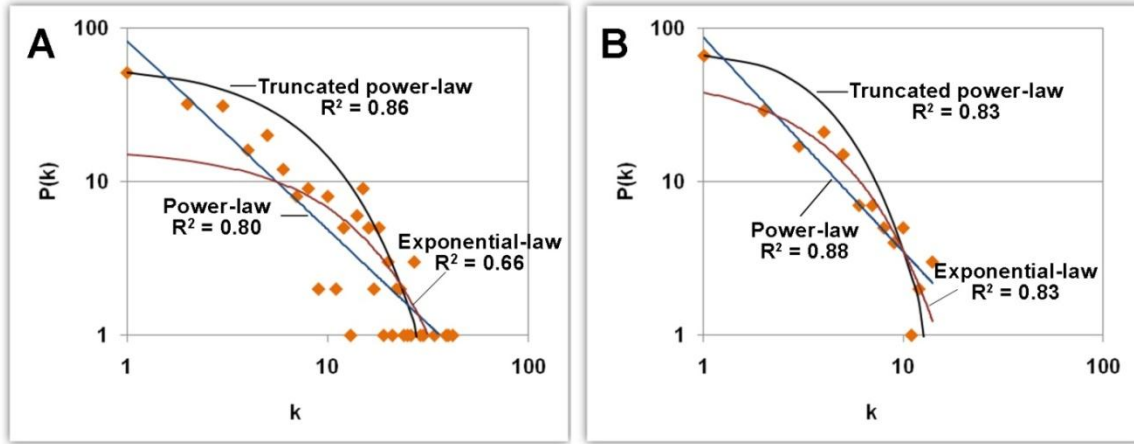 A
100
10
1
P(k)
Truncated power-law
R² = 0.86
Power-law
R² = 0.80
Exponential-law
R² = 0.66
1
10
100
k
B
100
10
1
P(k)
Truncated power-law
R² = 0.83
Power-law
R² = 0.88
Exponential-law
R² = 0.83
1
10
100
k